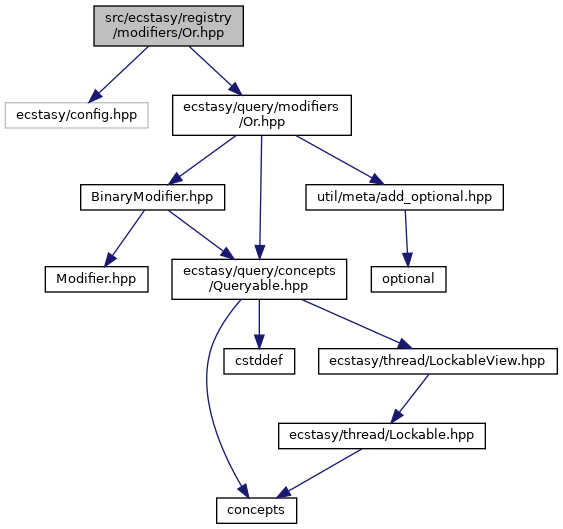 src/ecstasy/registry
/modifiers/Or.hpp
ecstasy/config.hpp
ecstasy/query/modifiers
/Or.hpp
BinaryModifier.hpp
util/meta/add_optional.hpp
Modifier.hpp
ecstasy/query/concepts
/Queryable.hpp
optional
cstddef
ecstasy/thread/LockableView.hpp
ecstasy/thread/Lockable.hpp
concepts